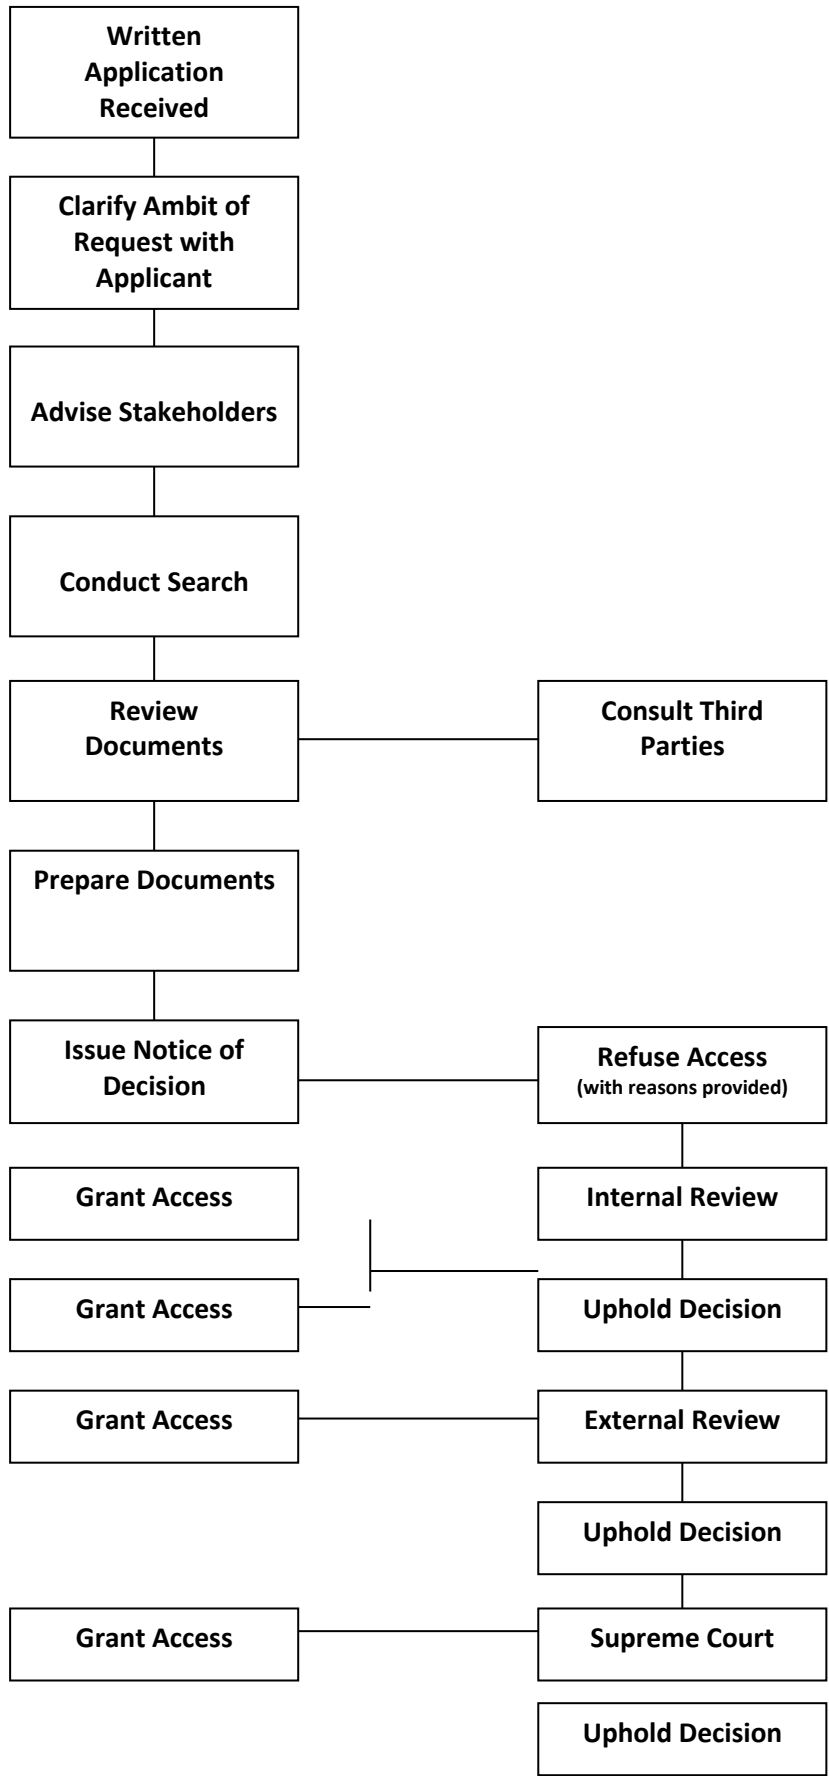 Written
Application
Received
Clarify Ambit of
Request with
Applicant
Advise Stakeholders
Conduct Search
Review
Documents
Consult Third
Parties
Prepare Documents
Issue Notice of
Decision
Refuse Access
(with reasons provided)
Grant Access
Internal Review
Grant Access
Uphold Decision
Grant Access
External Review
Uphold Decision
Grant Access
Supreme Court
Uphold Decision